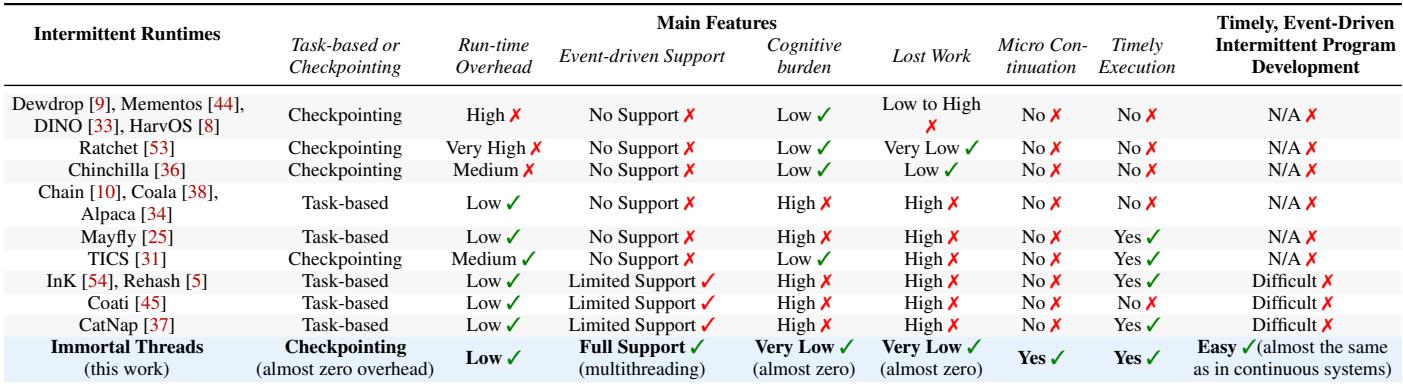 Intermittent Runtimes Main Features Timely, Event-Driven Intermittent Program Development
Task-based or Checkpointing Run-time Overhead Event-driven Support Cognitive burden Lost Work Micro Con-tinuation Timely Execution
Dewdrop [9], Mementos [44], DINO [33], HarvOS [8] Checkpointing High ✗ No Support ✗ Low ✓ Low to High ✗ No ✗ No ✗ N/A ✗
Ratchet [53] Checkpointing Very High ✗ No Support ✗ Low ✓ Very Low ✓ No ✗ No ✗ N/A ✗
Chinchilla [36] Checkpointing Medium ✗ No Support ✗ Low ✓ Low ✓ No ✗ No ✗ N/A ✗
Chain [10], Coala [38], Alpaca [34] Task-based Low ✓ No Support ✗ High ✗ High ✗ No ✗ No ✗ N/A ✗
Mayfly [25] Task-based Low ✓ No Support ✗ High ✗ High ✗ No ✗ Yes ✓ N/A ✗
TICS [31] Checkpointing Medium ✓ No Support ✗ Low ✓ High ✗ No ✗ Yes ✓ N/A ✗
InK [54], Rehash [5] Task-based Low ✓ Limited Support ✓ High ✗ High ✗ No ✗ Yes ✓ Difficult ✗
Coati [45] Task-based Low ✓ Limited Support ✓ High ✗ High ✗ No ✗ No ✗ Difficult ✗
CatNap [37] Task-based Low ✓ Limited Support ✓ High ✗ High ✗ No ✗ Yes ✓ Difficult ✗
Immortal Threads (this work) Checkpointing (almost zero overhead) Low ✓ Full Support ✓ (multithreading) Very Low ✓ (almost zero) Very Low ✓ (almost zero) Yes ✓ Yes ✓ Easy ✓(almost the same as in continuous systems)